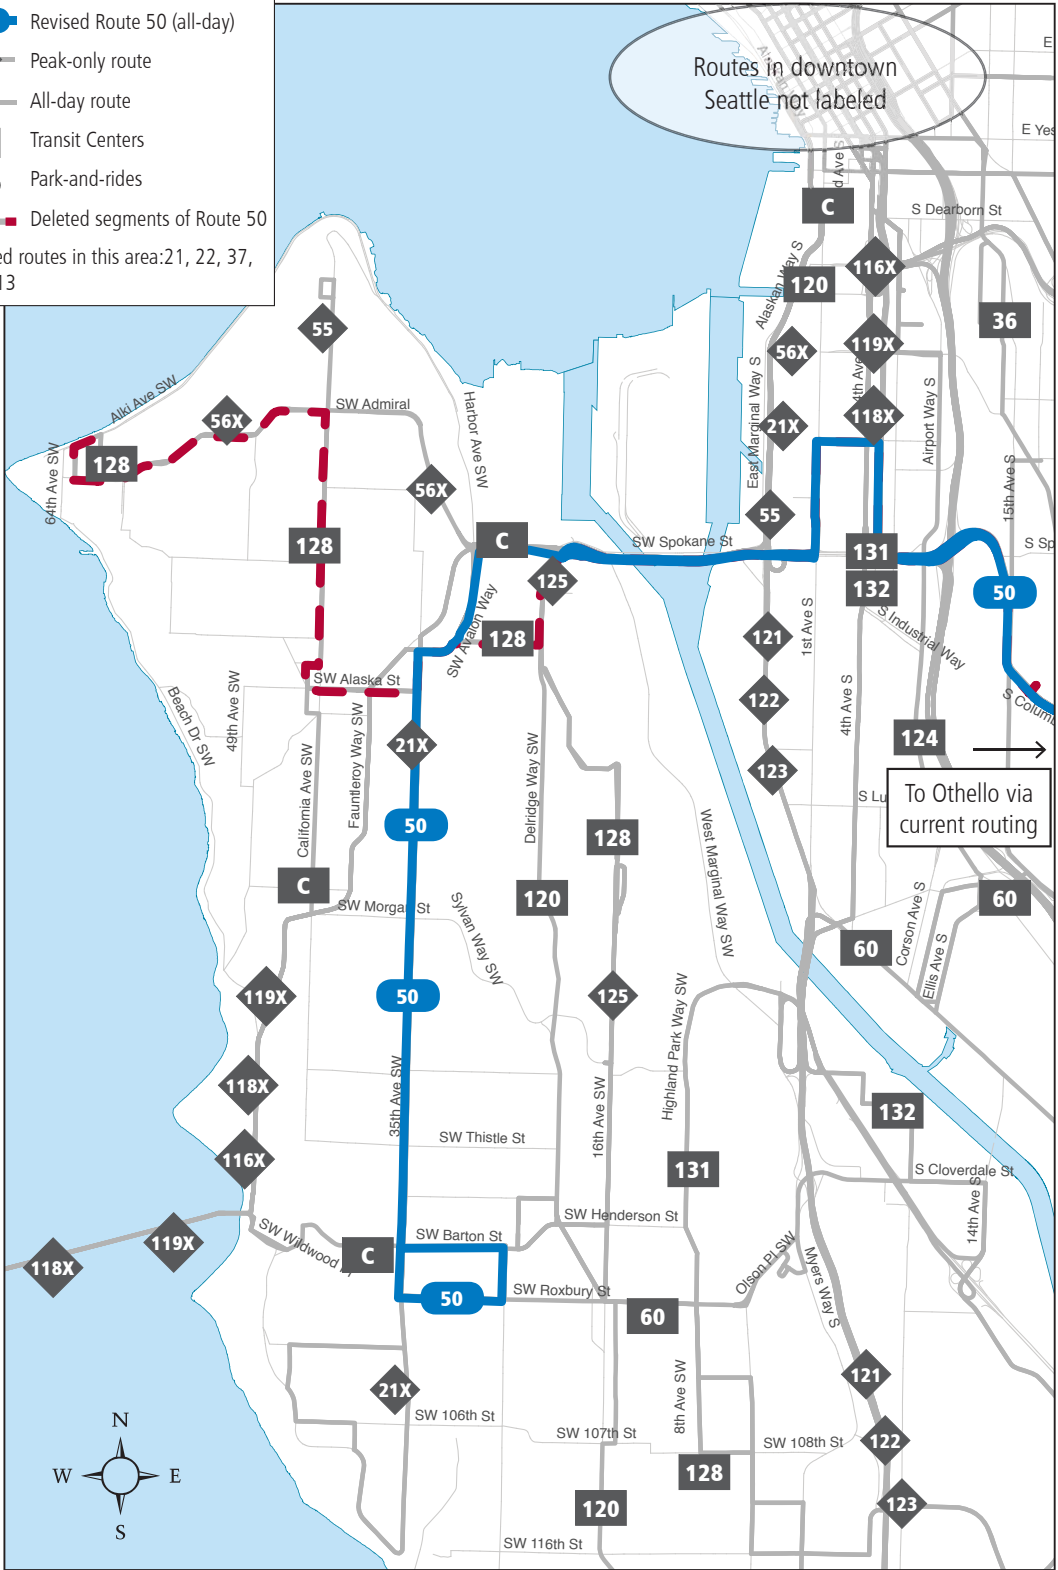 Revised Route 50 (all-day)
Peak-only route
All-day route
Transit Centers
Park-and-rides
Deleted segments of Route 50
ed routes in this area:21, 22, 37,
13
Routes in downtown
Seattle not labeled
Alaskan Way
E
E Yes
d Ave S
C
S Dearborn St
Alaskan Way S
120
116X
36
55
56X
119X
4th Ave
118X
Airport Way S
East Marginal Way S
21X
Alki Ave SW
56X
SW Admiral
Harbor Ave SW
64th Ave SW
128
56X
55
15th Ave S
128
C
SW Spokane St
131
S Sp
125
132
50
SW Avalon Way
128
121
1st Ave S
S Industrial Way
SW Alaska St
122
4th Ave S
S Colum
49th Ave SW
Beach Dr SW
Fauntleroy Way SW
21X
124
123
California Ave SW
Delridge Way SW
To Othello via
current routing
S Lu
50
128
West Marginal Way SW
C
120
60
SW Morgan St
Sylvan Way SW
Corson Ave S
60
Ellis Ave S
119X
50
125
Highland Park Way SW
118X
35th Ave SW
16th Ave SW
132
SW Thistle St
116X
131
S Cloverdale St
14th Ave S
SW Henderson St
SW Wildwood Pl
SW Barton St
C
119X
118X
Olson Pl SW
Myers Way S
50
SW Roxbury St
60
121
21X
8th Ave SW
SW 106th St
SW 107th St
SW 108th St
122
N
W
E
S
128
123
120
SW 116th St